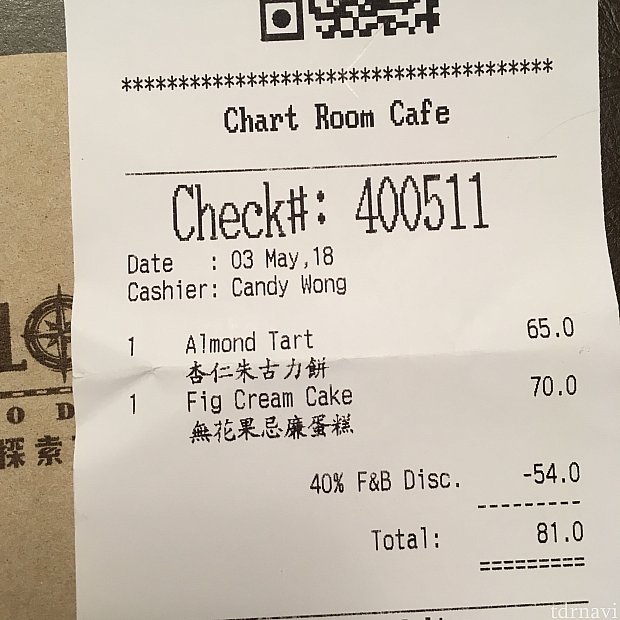 **************************************
Chart Room Cafe
Check#: 400511
Date : 03 May,18
Cashier: Candy Wong
1 Almond Tart 65.0
杏仁朱古力餅
1 Fig Cream Cake 70.0
無花果忌廉蛋糕
40% F&B Disc. -54.0
Total: 81.0
探索
tdrnavi